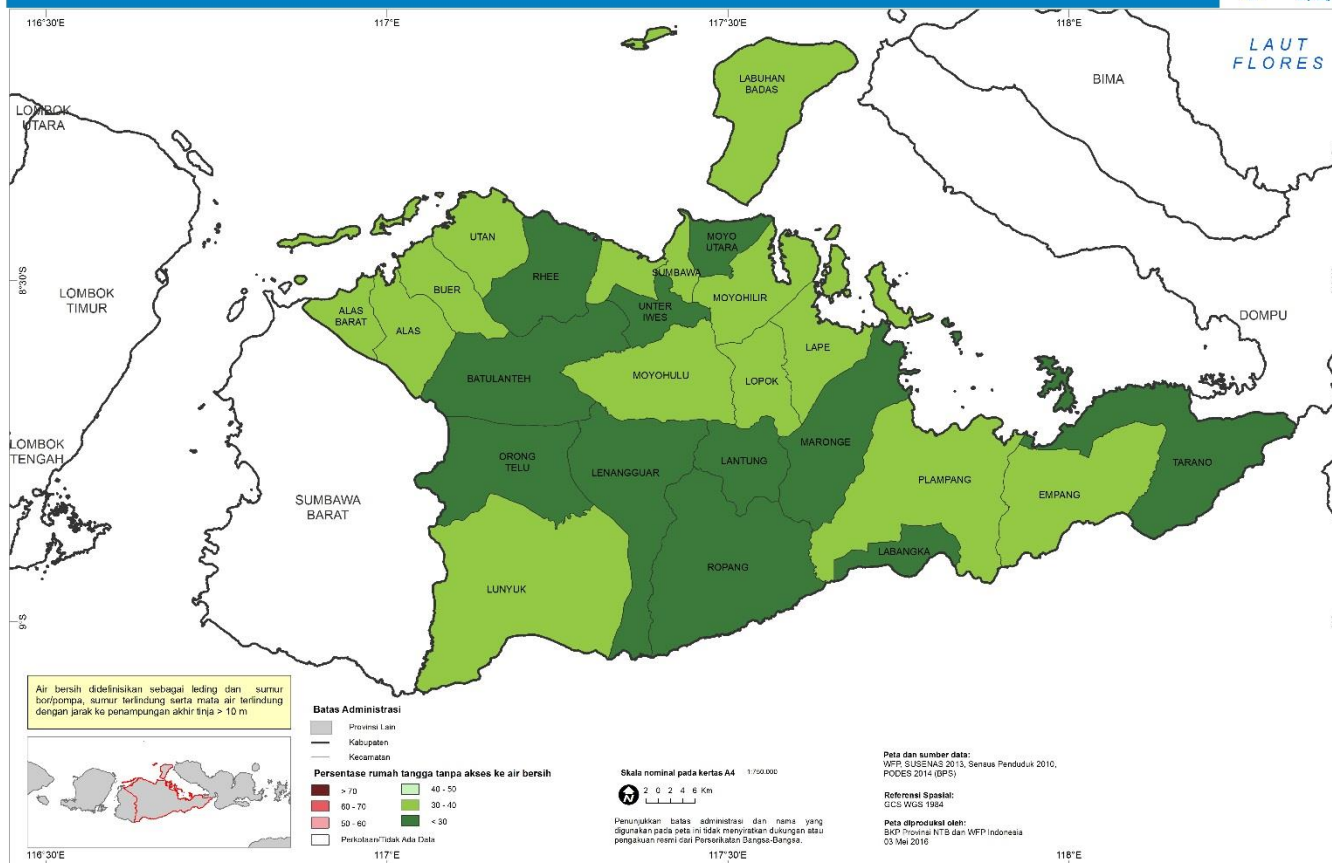 116°30'E
117°E
117°30'E
118°E
LAUT
FLORES
LABUHAN
BADAS
BIMA
LOMBOK
UTARA
UTAN
MOYO
UTARA
SUMBAWA
RHEE
8°30'S
BUER
MOYOHILIR
LOMBOK
TIMUR
ALAS
BARAT
ALAS
UNTER
IWES
DOMPU
LAPE
BATULANTEH
MOYOHULU
LOPOK
LOMBOK
TENGAH
ORONG
TELU
LENANGGUAR
LANTUNG
MARONGE
TARANO
PLAMPANG
EMPANG
SUMBAWA
BARAT
LABANGKA
ROPANG
LUNYUK
9°S
Air bersih didefinisikan sebagai leding dan sumur
bor/pompa, sumur terlindung serta mata air terlindung
dengan jarak ke penampungan akhir tinja > 10 m
Batas Administrasi
Provinsi Lain
Kabupaten
Kecamatan
Persentase rumah tangga tanpa akses ke air bersih
> 70
60 - 70
50 - 60
40 - 50
30 - 40
< 30
Perkotaan/Tidak Ada Data
Skala nominal pada kertas A4 1:750.000
2 0 2 4 6 Km
Penunjukkan batas administrasi dan nama yang
digunakan pada peta ini tidak menyiratkan dukungan atau
pengakuan resmi dari Perserikatan Bangsa-Bangsa.
Peta dan sumber data:
WFP, SUSENAS 2013, Sensus Penduduk 2010,
PODES 2014 (BPS)
Referensi Spasial:
GCS WGS 1984
Peta diproduksi oleh:
BKP Provinsi NTB dan WFP Indonesia
03 Mei 2016
116°30'E
117°E
117°30'E
118°E